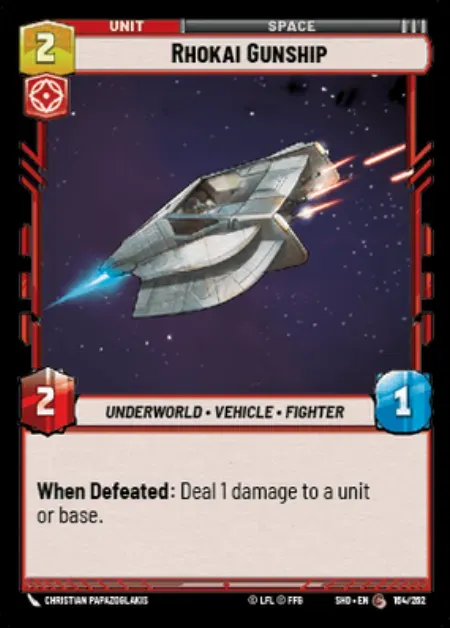 UNIT SPACE
2 RHOKAI GUNSHIP
2 UNDERWORLD • VEHICLE • FIGHTER 1
When Defeated: Deal 1 damage to a unit
or base.
CHRISTIAN PAPAZOGLAKIS © LFL © FFG SHD • EN C 164/262